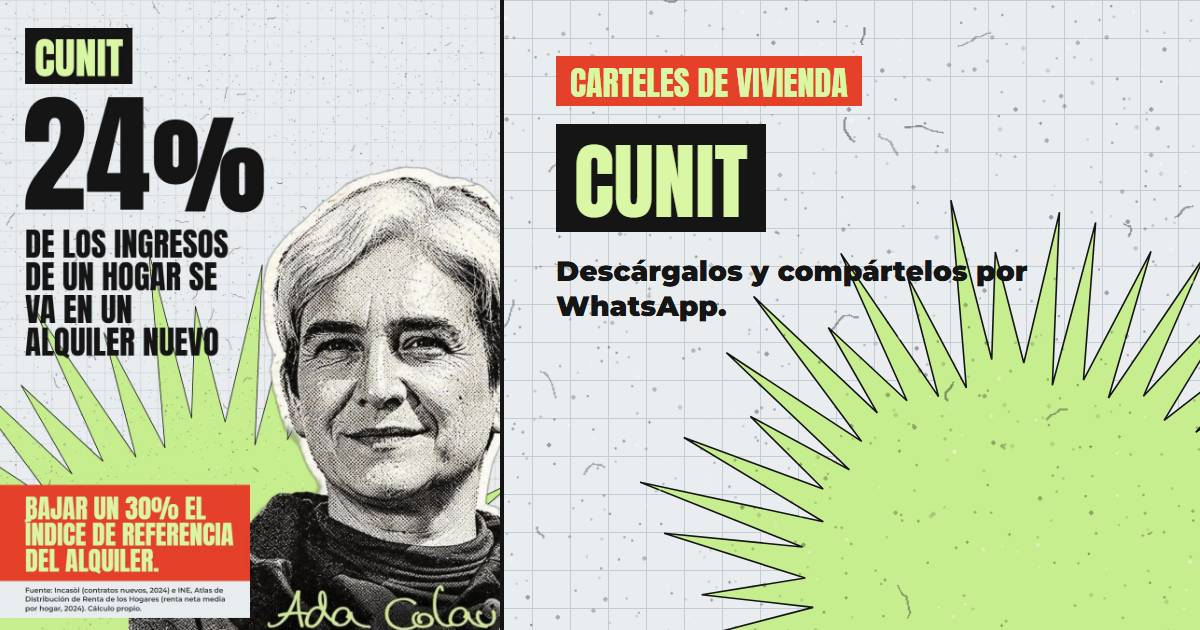 CUNIT
24%
DE LOS INGRESOS
DE UN HOGAR SE
VA EN UN
ALQUILER NUEVO
BAJAR UN 30% EL
ÍNDICE DE REFERENCIA
DEL ALQUILER.
Fuente: Incasòl (contratos nuevos, 2024) e INE, Atlas de
Distribución de Renta de los Hogares (renta neta media
por hogar, 2024). Cálculo propio.
Ada Colau
CARTELES DE VIVIENDA
CUNIT
Descárgalos y compártelos por
WhatsApp.